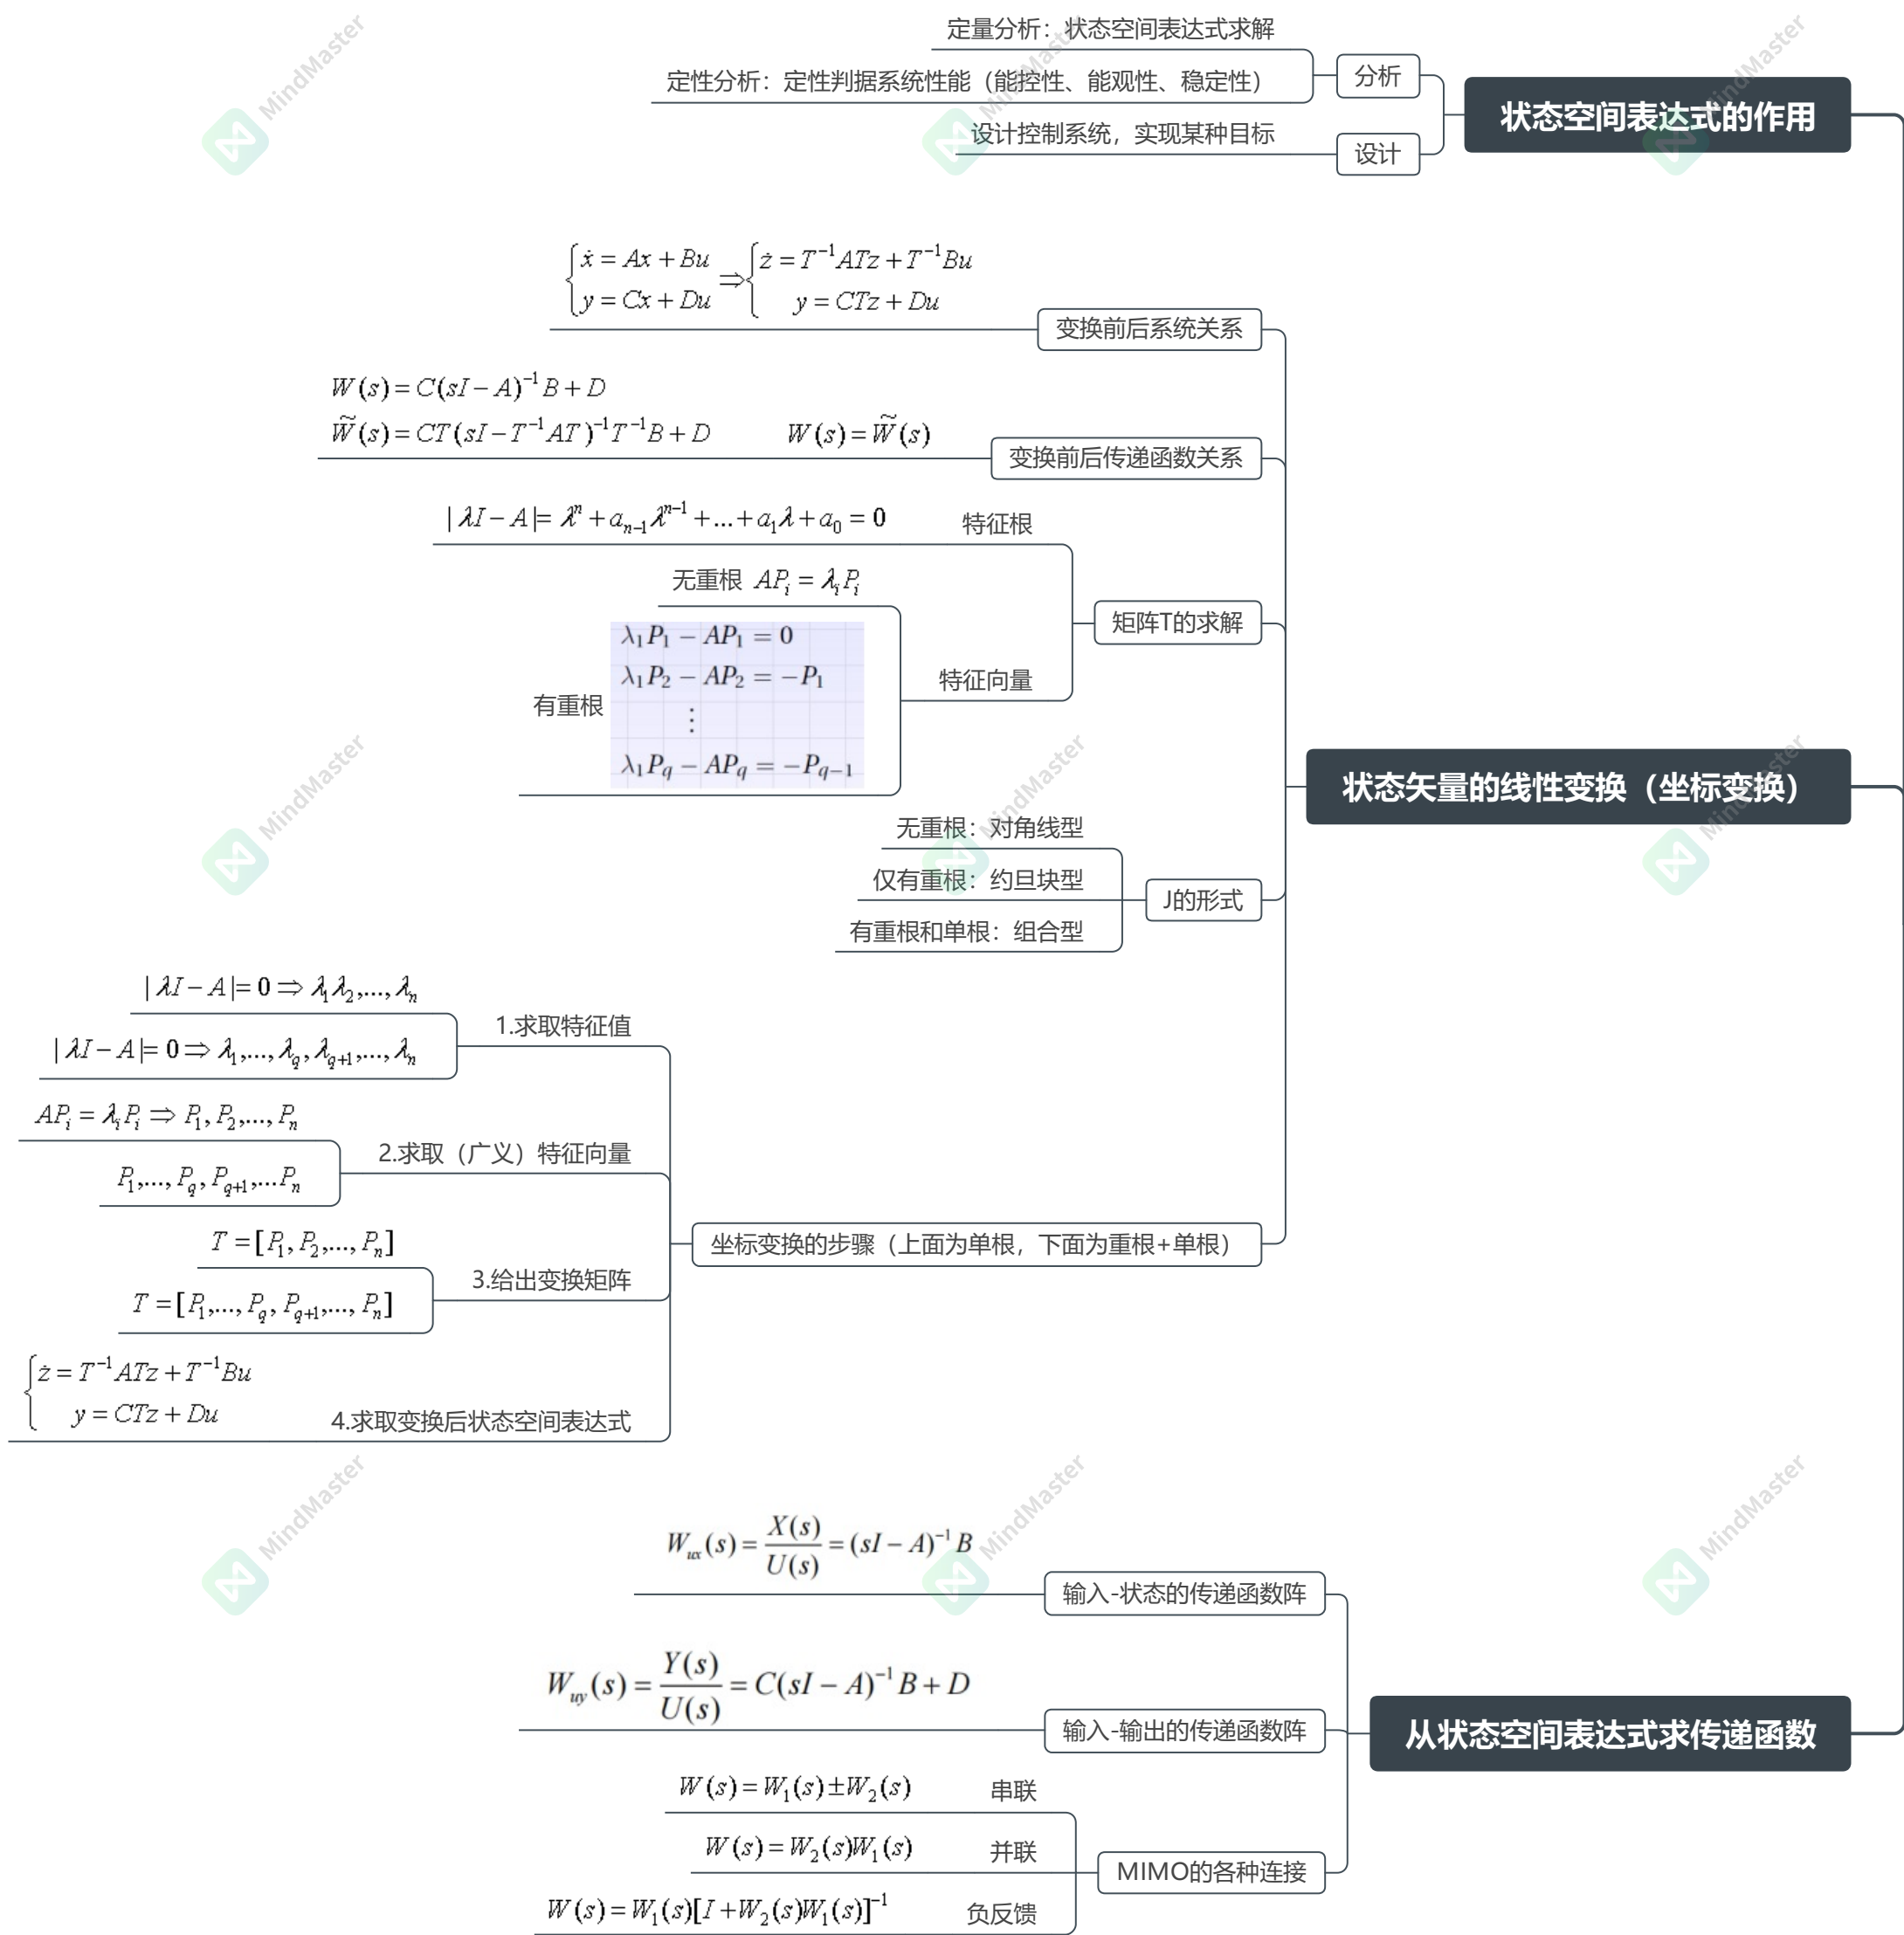 定量分析：状态空间表达式求解
定性分析：定性判据系统性能（能控性、能观性、稳定性）
分析
设计控制系统，实现某种目标
设计
状态空间表达式的作用
ẋ = Ax + Bu ⇒ ż = T⁻¹ATz + T⁻¹Bu
y = Cx + Du  y = CTz + Du
变换前后系统关系
W(s) = C(sI − A)⁻¹B + D
W̃(s) = CT(sI − T⁻¹AT)⁻¹T⁻¹B + D  W(s) = W̃(s)
变换前后传递函数关系
|λI − A| = λⁿ + aₙ₋₁λⁿ⁻¹ + ... + a₁λ + a₀ = 0 特征根
无重根 APᵢ = λᵢPᵢ
有重根
λ₁P₁ − AP₁ = 0
λ₁P₂ − AP₂ = −P₁
⋮
λ₁P_q − AP_q = −P_{q−1}
特征向量
矩阵T的求解
无重根：对角线型
仅有重根：约旦块型
有重根和单根：组合型
J的形式
状态矢量的线性变换（坐标变换）
|λI − A| = 0 ⇒ λ₁λ₂,...,λₙ
|λI − A| = 0 ⇒ λ₁,...,λ_q, λ_{q+1},...,λₙ
1.求取特征值
APᵢ = λᵢPᵢ ⇒ P₁, P₂,..., Pₙ
P₁,..., P_q, P_{q+1},...Pₙ
2.求取（广义）特征向量
T = [P₁, P₂,..., Pₙ]
T = [P₁,..., P_q, P_{q+1},..., Pₙ]
3.给出变换矩阵
ż = T⁻¹ATz + T⁻¹Bu
y = CTz + Du
4.求取变换后状态空间表达式
坐标变换的步骤（上面为单根，下面为重根+单根）
W_{ux}(s) = X(s)/U(s) = (sI − A)⁻¹B
输入-状态的传递函数阵
W_{uy}(s) = Y(s)/U(s) = C(sI − A)⁻¹B + D
输入-输出的传递函数阵
W(s) = W₁(s) ± W₂(s) 串联
W(s) = W₂(s)W₁(s) 并联
W(s) = W₁(s)[I + W₂(s)W₁(s)]⁻¹ 负反馈
MIMO的各种连接
从状态空间表达式求传递函数
MindMaster
MindMaster
MindMaster
MindMaster
MindMaster
MindMaster
MindMaster
MindMaster
MindMaster